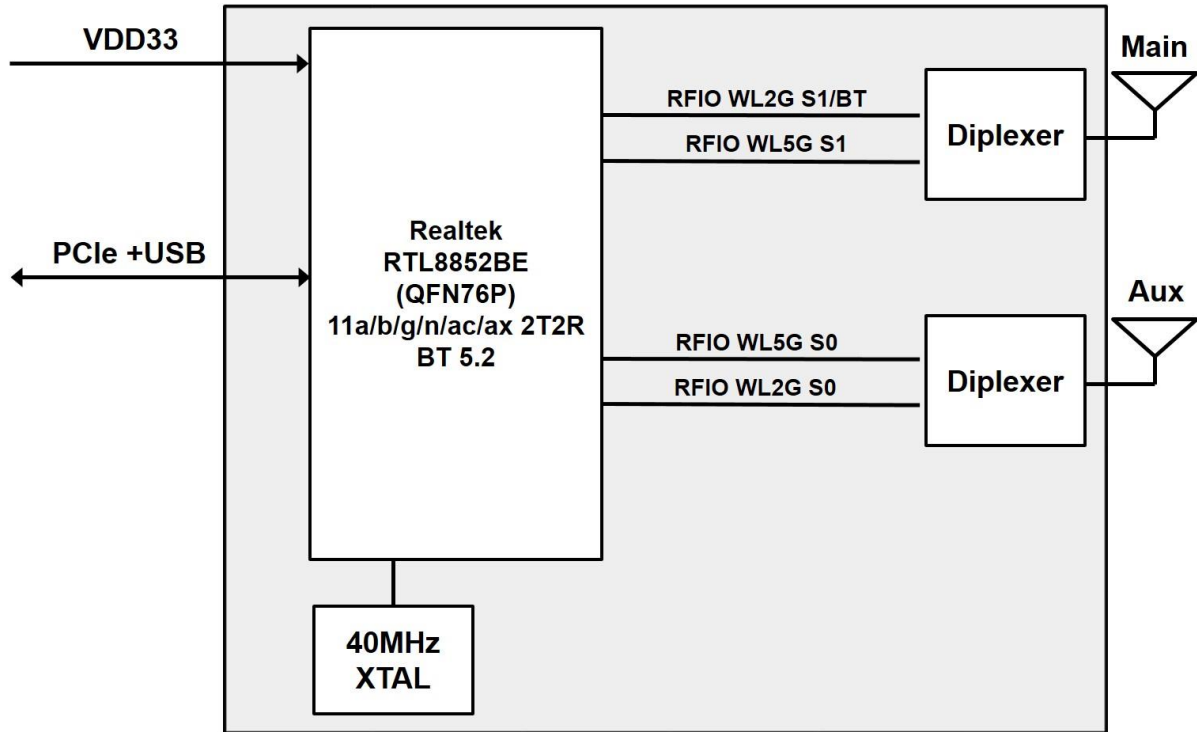 VDD33
PCIe +USB
Realtek
RTL8852BE
(QFN76P)
11a/b/g/n/ac/ax 2T2R
BT 5.2
40MHz
XTAL
RFIO WL2G S1/BT
RFIO WL5G S1
Diplexer
Main
RFIO WL5G S0
RFIO WL2G S0
Diplexer
Aux